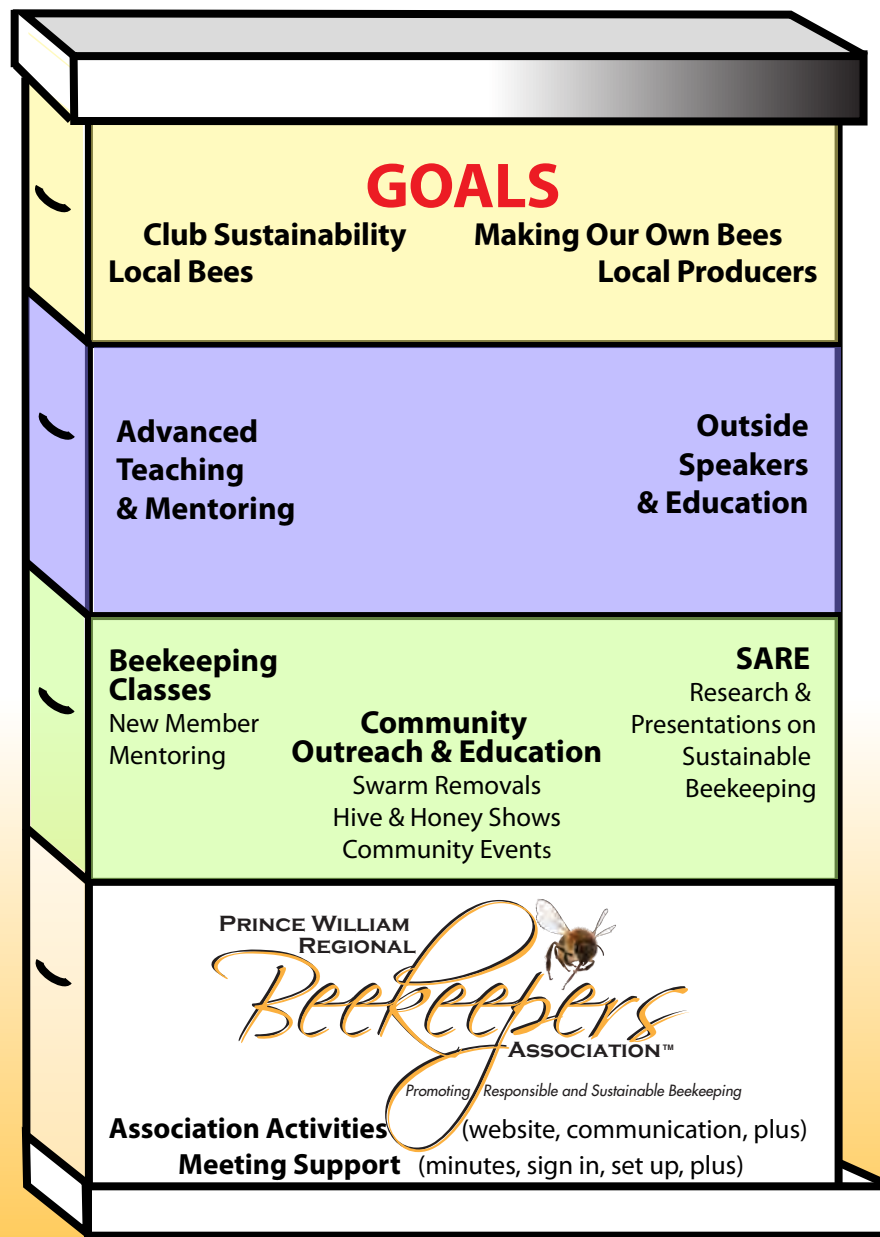 GOALS
Club Sustainability Making Our Own Bees
Local Bees Local Producers
Advanced
Teaching
& Mentoring
Outside
Speakers
& Education
Beekeeping
Classes
New Member
Mentoring
Community
Outreach & Education
Swarm Removals
Hive & Honey Shows
Community Events
SARE
Research &
Presentations on
Sustainable
Beekeeping
PRINCE WILLIAM
REGIONAL
Beekeepers
ASSOCIATION™
Promoting Responsible and Sustainable Beekeeping
Association Activities (website, communication, plus)
Meeting Support (minutes, sign in, set up, plus)